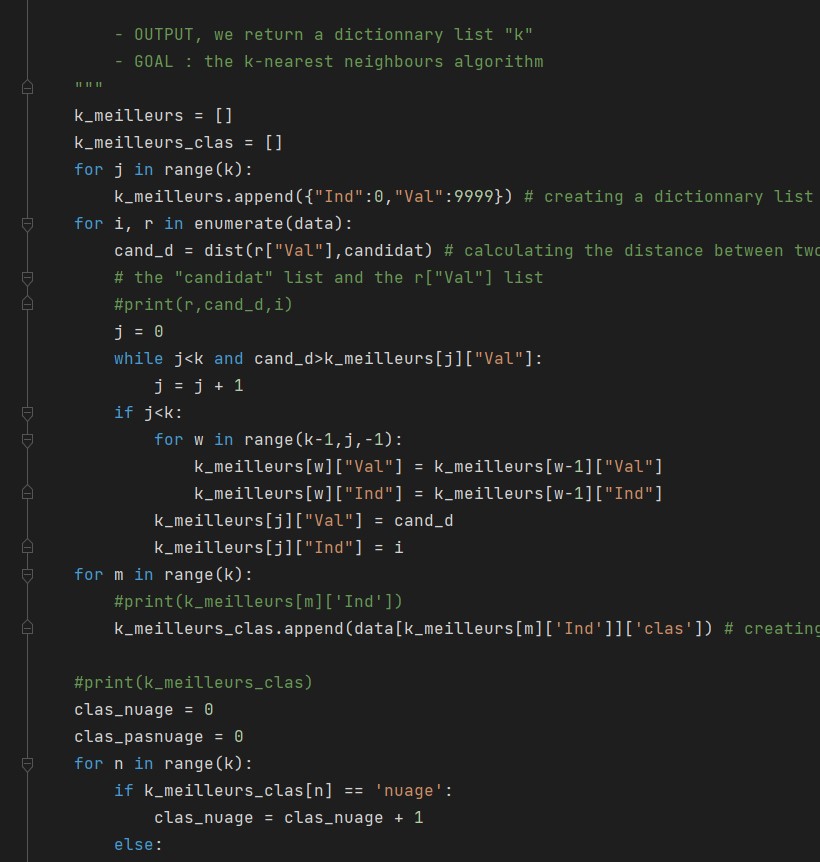 - OUTPUT, we return a dictionnary list "k"
- GOAL : the k-nearest neighbours algorithm
"""
k_meilleurs = []
k_meilleurs_clas = []
for j in range(k):
k_meilleurs.append({"Ind":0,"Val":9999}) # creating a dictionnary list
for i, r in enumerate(data):
cand_d = dist(r["Val"],candidat) # calculating the distance between two
# the "candidat" list and the r["Val"] list
#print(r,cand_d,i)
j = 0
while j<k and cand_d>k_meilleurs[j]["Val"]:
j = j + 1
if j<k:
for w in range(k-1,j,-1):
k_meilleurs[w]["Val"] = k_meilleurs[w-1]["Val"]
k_meilleurs[w]["Ind"] = k_meilleurs[w-1]["Ind"]
k_meilleurs[j]["Val"] = cand_d
k_meilleurs[j]["Ind"] = i
for m in range(k):
#print(k_meilleurs[m]['Ind'])
k_meilleurs_clas.append(data[k_meilleurs[m]['Ind']]['clas']) # creating
#print(k_meilleurs_clas)
clas_nuage = 0
clas_pasnuage = 0
for n in range(k):
if k_meilleurs_clas[n] == 'nuage':
clas_nuage = clas_nuage + 1
else: